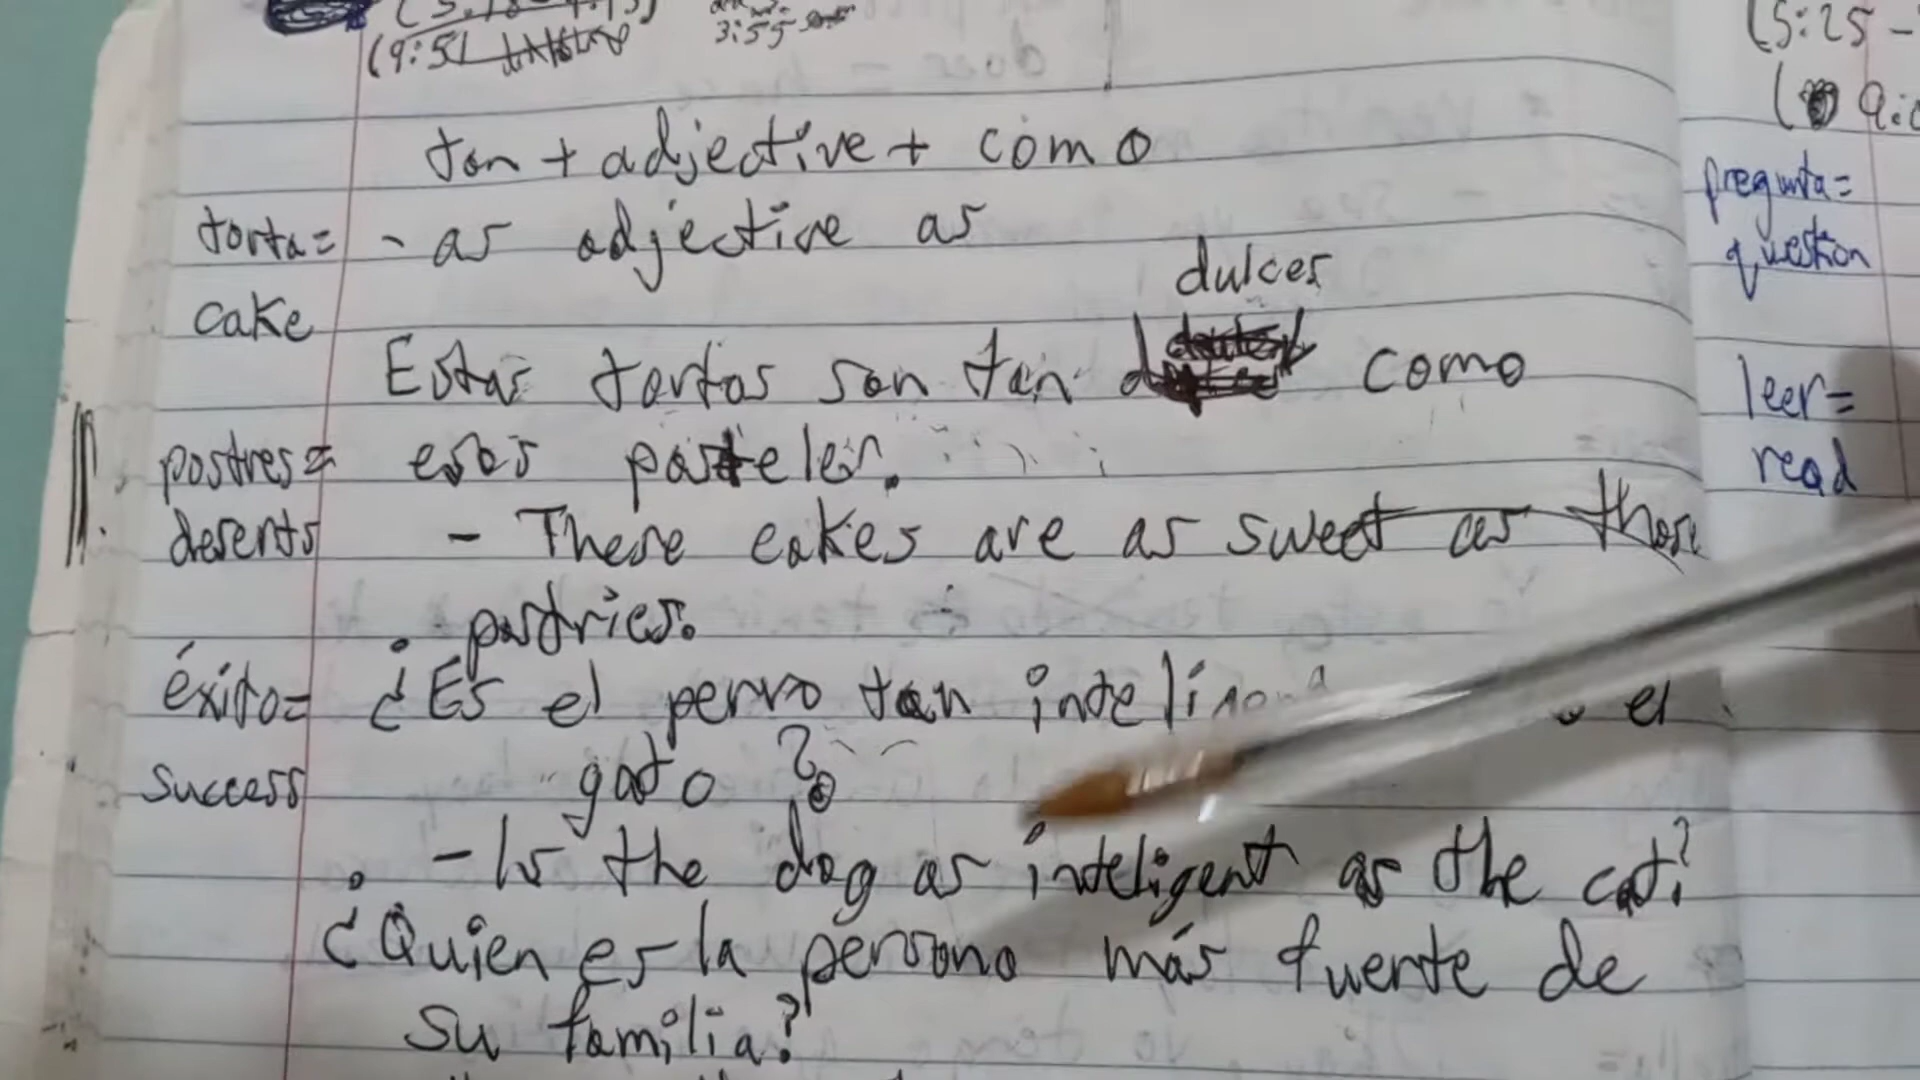 3:55
(9:51
(5:25 -
tan + adjective + como
pregunta=
torta= - as adjective as
question
dulces
cake
Estas tortas son tan como
leer=
postres= esos pasteles.
read
deserts - These cakes are as sweet as those
pastries.
éxito= ¿Es el perro tan el
success gato?
- Is the dog as inteligent as the cat?
¿Quien es la persona más fuerte de
su familia?